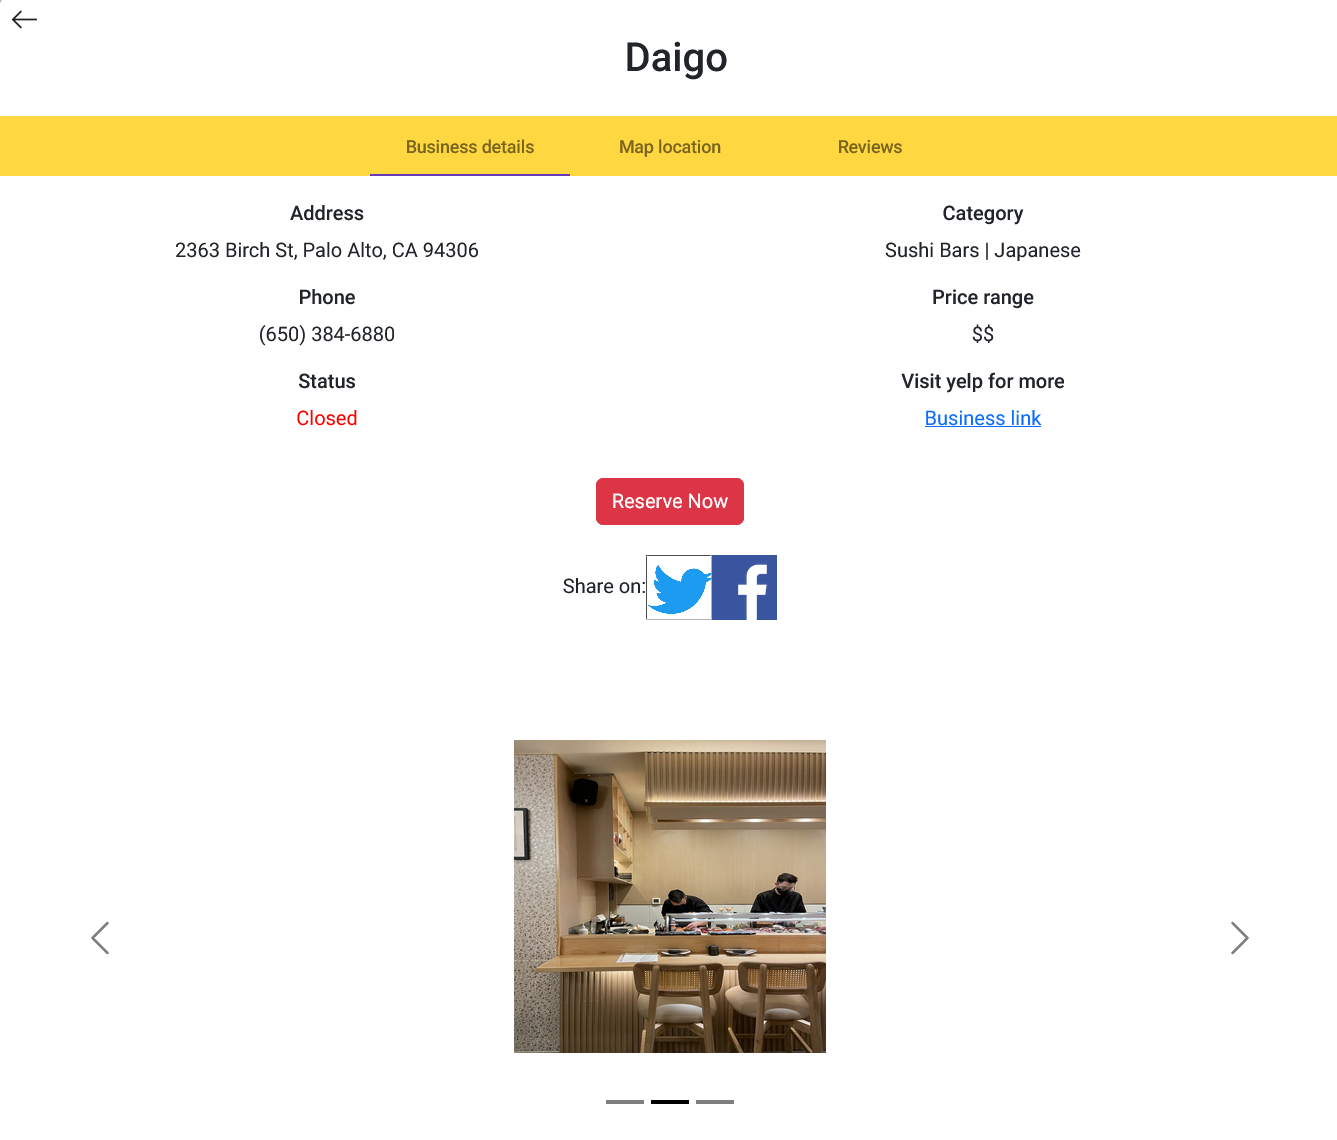 Daigo
Business details
Map location
Reviews
Address
2363 Birch St, Palo Alto, CA 94306
Phone
(650) 384-6880
Status
Closed
Category
Sushi Bars | Japanese
Price range
$$
Visit yelp for more
Business link
Reserve Now
Share on: